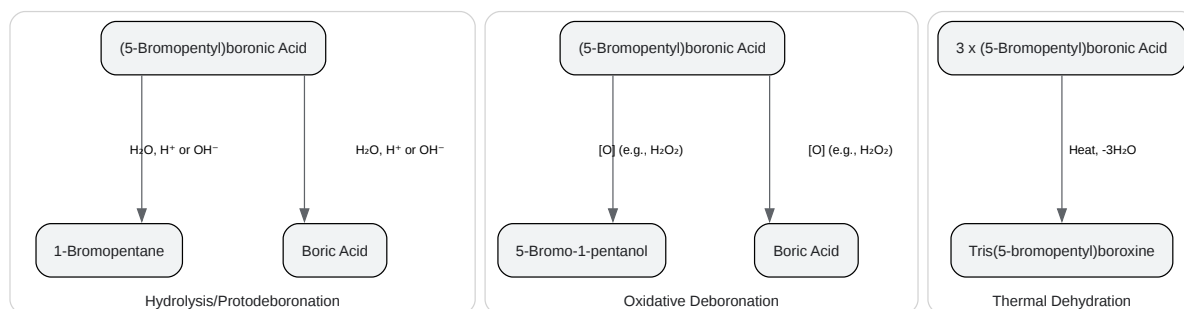 (5-Bromopentyl)boronic Acid
H₂O, H⁺ or OH⁻
H₂O, H⁺ or OH⁻
1-Bromopentane
Boric Acid
Hydrolysis/Protodeboronation
(5-Bromopentyl)boronic Acid
[O] (e.g., H₂O₂)
[O] (e.g., H₂O₂)
5-Bromo-1-pentanol
Boric Acid
Oxidative Deboronation
3 x (5-Bromopentyl)boronic Acid
Heat, -3H₂O
Tris(5-bromopentyl)boroxine
Thermal Dehydration